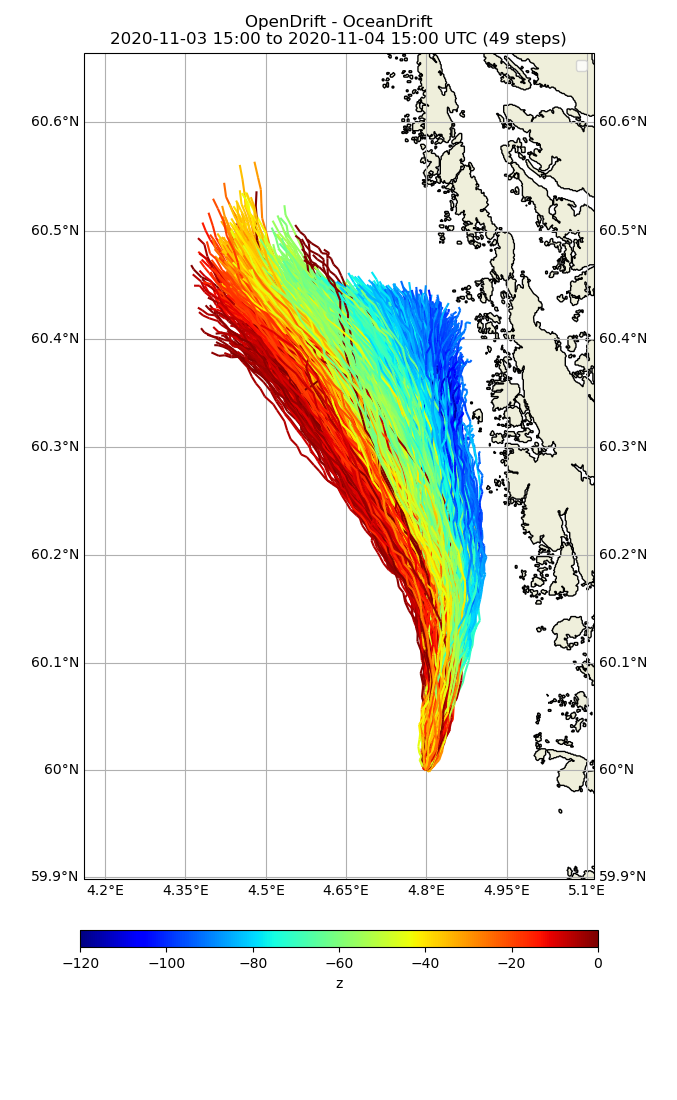 OpenDrift - OceanDrift
2020-11-03 15:00 to 2020-11-04 15:00 UTC (49 steps)
60.6°N 60.6°N
60.5°N 60.5°N
60.4°N 60.4°N
60.3°N 60.3°N
60.2°N 60.2°N
60.1°N 60.1°N
60°N 60°N
59.9°N 59.9°N
4.2°E 4.35°E 4.5°E 4.65°E 4.8°E 4.95°E 5.1°E
−120 −100 −80 −60 −40 −20 0
z